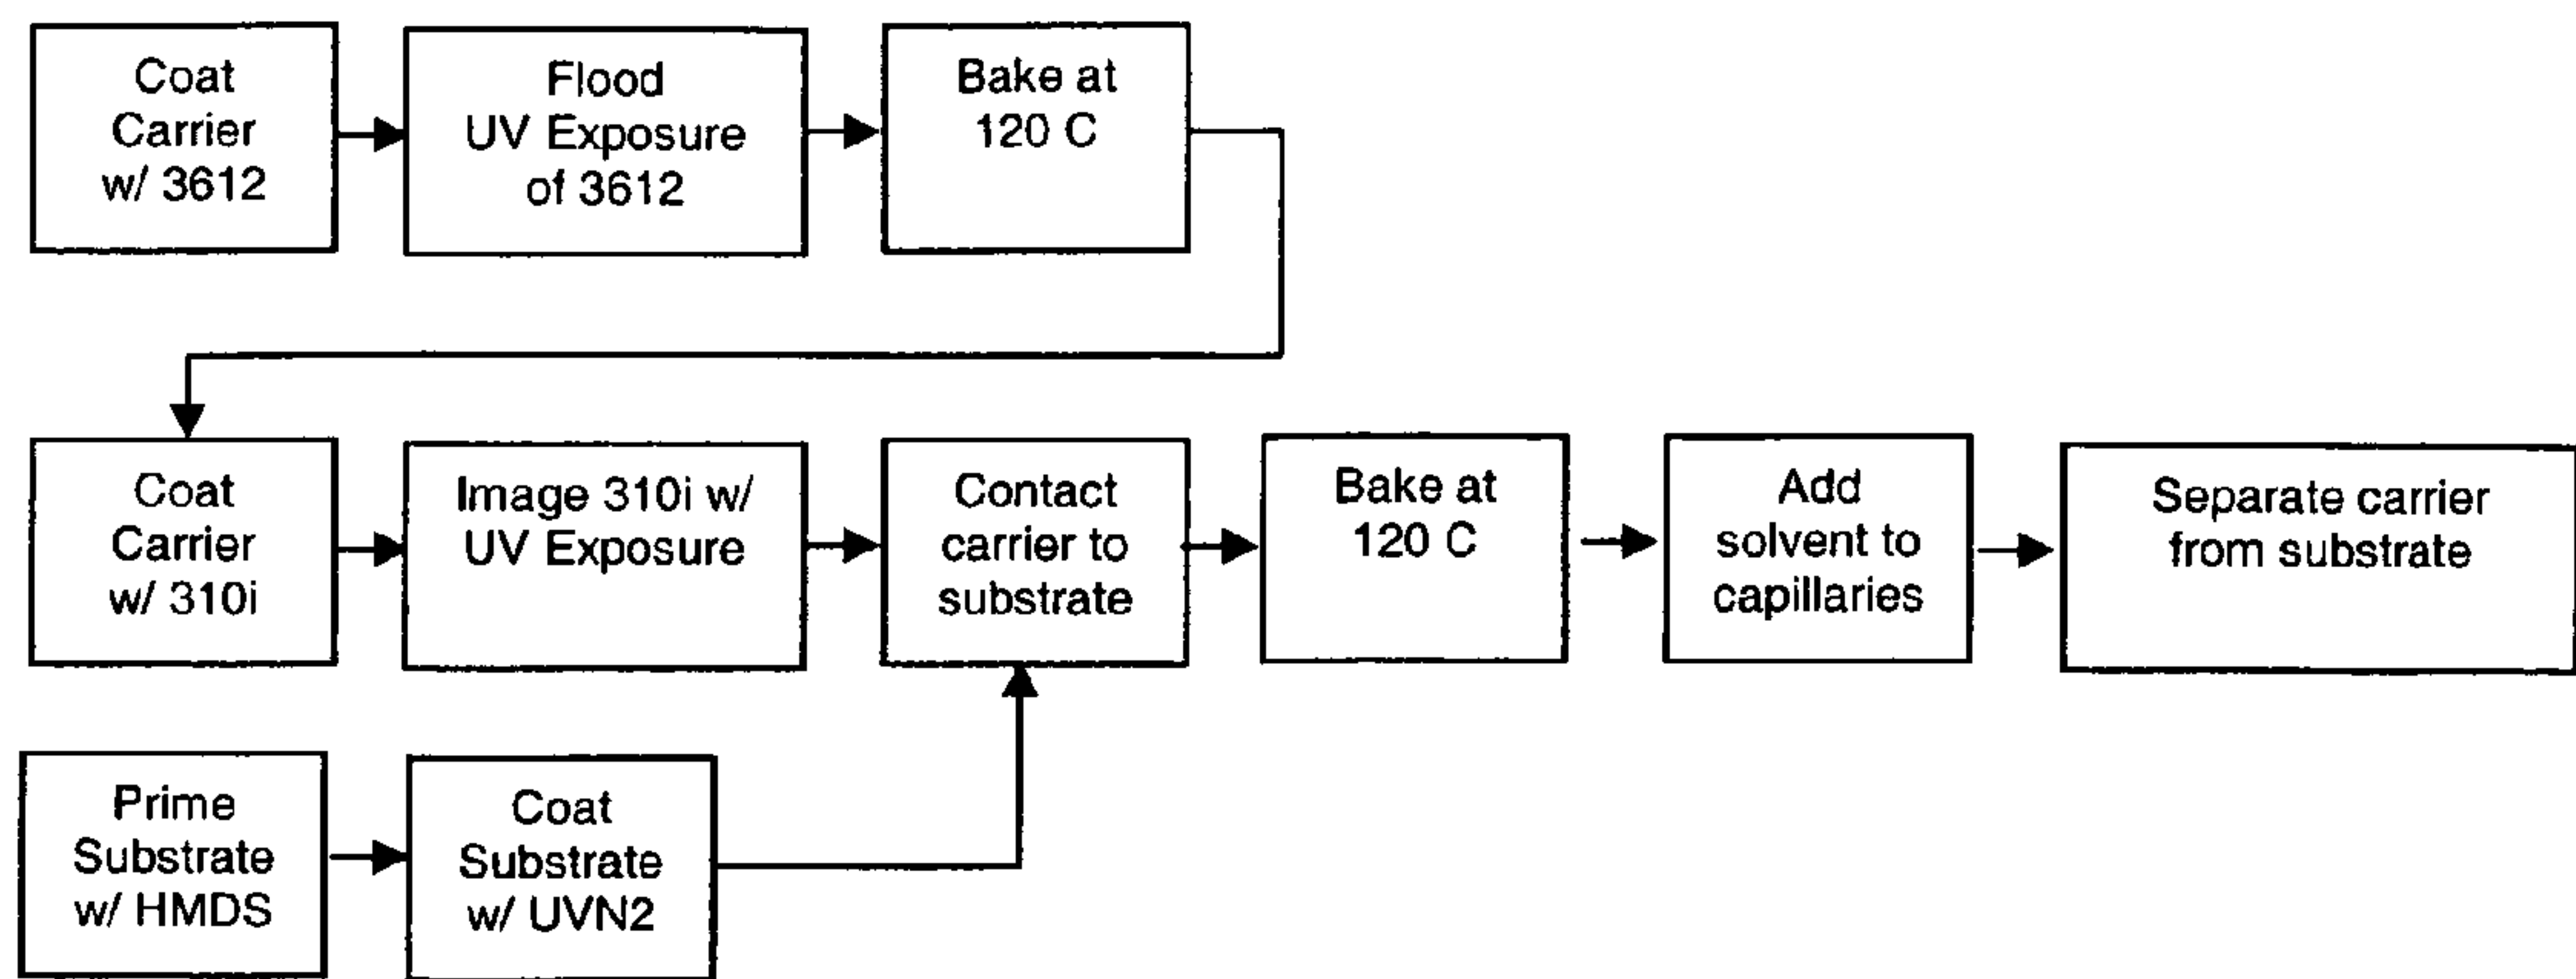 Coat
Carrier
w/ 3612
Flood
UV Exposure
of 3612
Bake at
120 C
Coat
Carrier
w/ 310i
Image 310i w/
UV Exposure
Contact
carrier to
substrate
Bake at
120 C
Add
solvent to
capillaries
Separate carrier
from substrate
Prime
Substrate
w/ HMDS
Coat
Substrate
w/ UVN2